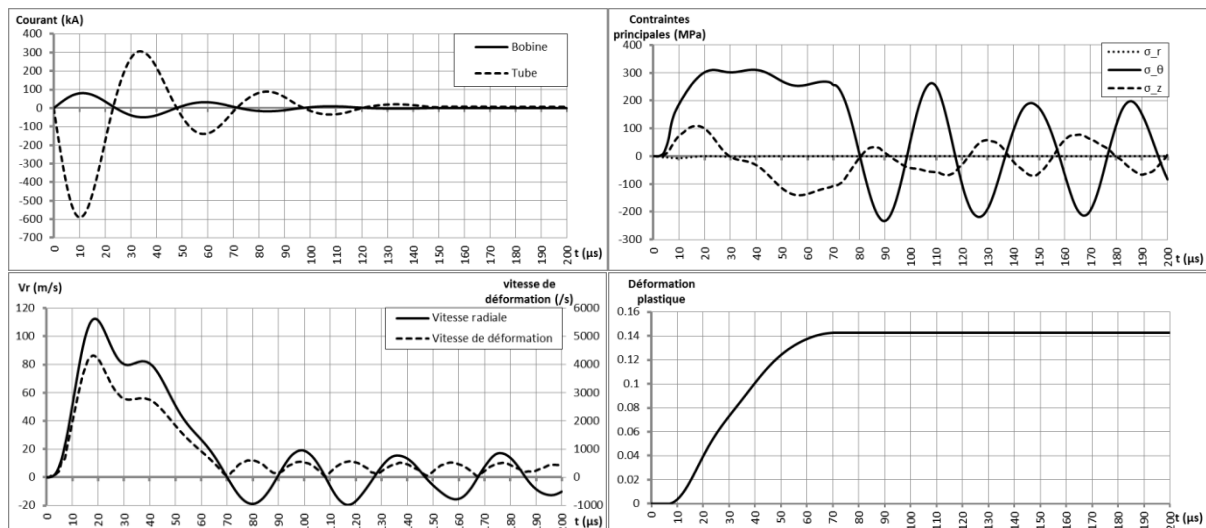 Courant (kA)
400
300
200
100
0
-100
-200
-300
-400
-500
-600
-700
0 10 20 30 40 50 60 70 80 90 100 110 120 130 140 150 160 170 180 190 200
t (µs)
Bobine
Tube
Contraintes
principales (MPa)
400
300
200
100
0
-100
-200
-300
0 10 20 30 40 50 60 70 80 90 100 110 120 130 140 150 160 170 180 190 200
t (µs)
σ_r
σ_θ
σ_z
Vr (m/s)
120
100
80
60
40
20
0
-20
vitesse de
déformation (/s)
6000
5000
4000
3000
2000
1000
0
-1000
Vitesse radiale
Vitesse de déformation
0 10 20 30 40 50 60 70 80 90 100 110 120 130 140 150 160 170 180 190 200
t (µs)
Déformation
plastique
0.16
0.14
0.12
0.1
0.08
0.06
0.04
0.02
0
0 10 20 30 40 50 60 70 80 90 100 110 120 130 140 150 160 170 180 190 200
t (µs)